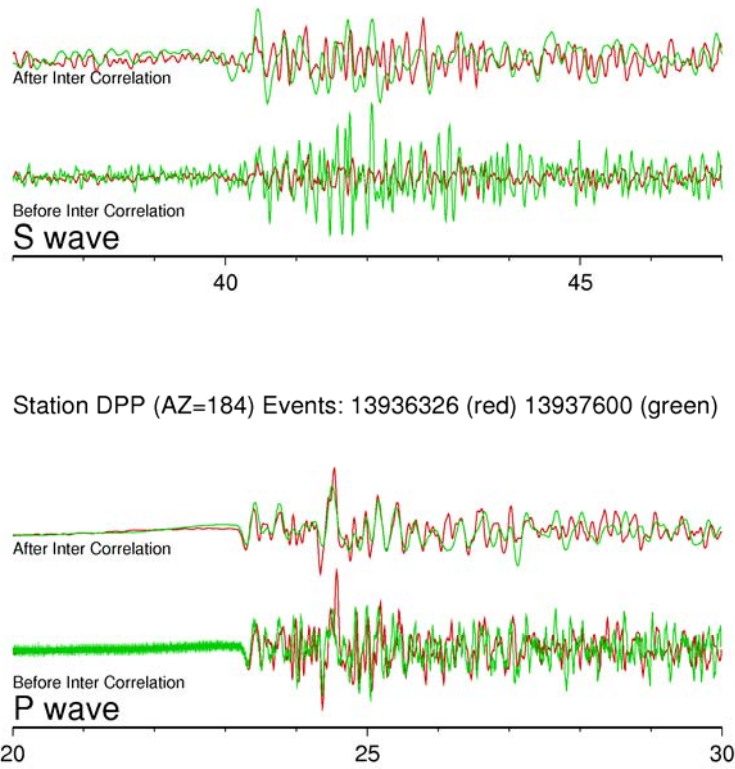 After Inter Correlation
Before Inter Correlation
S wave
40 45
Station DPP (AZ=184) Events: 13936326 (red) 13937600 (green)
After Inter Correlation
Before Inter Correlation
P wave
20 25 30